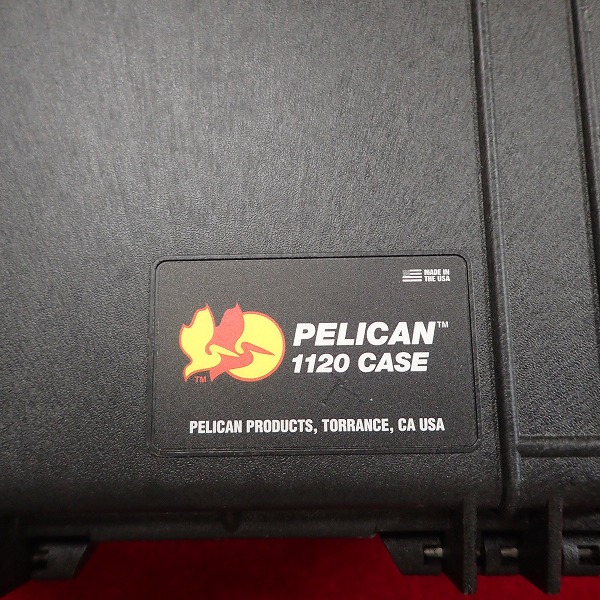 MADE IN
THE USA
PELICAN™
1120 CASE
TM
PELICAN PRODUCTS, TORRANCE, CA USA